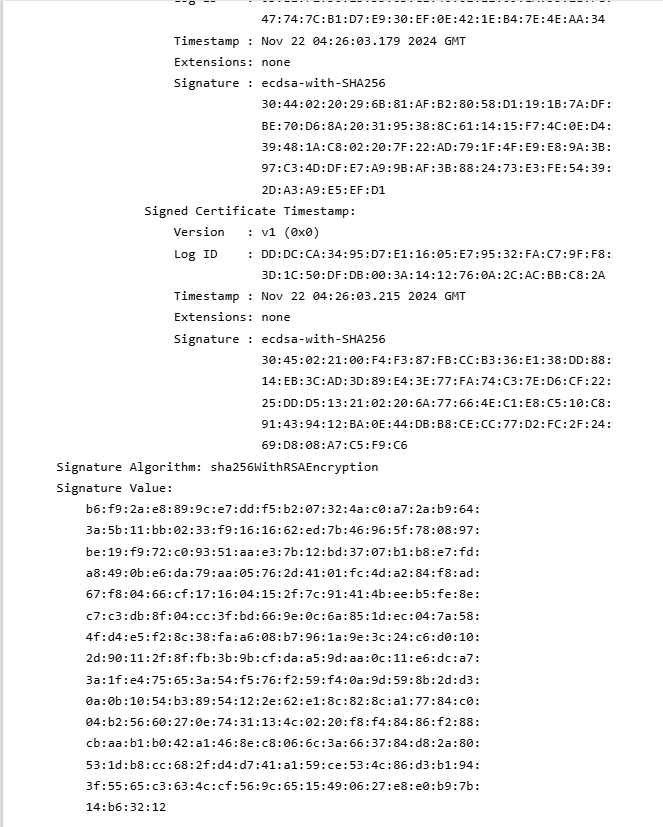 47:74:7C:B1:D7:E9:30:EF:0E:42:1E:B4:7E:4E:AA:34
Timestamp : Nov 22 04:26:03.179 2024 GMT
Extensions: none
Signature : ecdsa-with-SHA256
30:44:02:20:29:6B:81:AF:B2:80:58:D1:19:1B:7A:DF:
BE:70:D6:8A:20:31:95:38:8C:61:14:15:F7:4C:0E:D4:
39:48:1A:C8:02:20:7F:22:AD:79:1F:4F:E9:E8:9A:3B:
97:C3:4D:DF:E7:A9:9B:AF:3B:88:24:73:E3:FE:54:39:
2D:A3:A9:E5:EF:D1
Signed Certificate Timestamp:
Version : v1 (0x0)
Log ID : DD:DC:CA:34:95:D7:E1:16:05:E7:95:32:FA:C7:9F:F8:
3D:1C:50:DF:DB:00:3A:14:12:76:0A:2C:AC:BB:C8:2A
Timestamp : Nov 22 04:26:03.215 2024 GMT
Extensions: none
Signature : ecdsa-with-SHA256
30:45:02:21:00:F4:F3:87:FB:CC:B3:36:E1:38:DD:88:
14:EB:3C:AD:3D:89:E4:3E:77:FA:74:C3:7E:D6:CF:22:
25:DD:D5:13:21:02:20:6A:77:66:4E:C1:E8:C5:10:C8:
91:43:94:12:BA:0E:44:DB:B8:CE:CC:77:D2:FC:2F:24:
69:D8:08:A7:C5:F9:C6
Signature Algorithm: sha256WithRSAEncryption
Signature Value:
b6:f9:2a:e8:89:9c:e7:dd:f5:b2:07:32:4a:c0:a7:2a:b9:64:
3a:5b:11:bb:02:33:f9:16:16:62:ed:7b:46:96:5f:78:08:97:
be:19:f9:72:c0:93:51:aa:e3:7b:12:bd:37:07:b1:b8:e7:fd:
a8:49:0b:e6:da:79:aa:05:76:2d:41:01:fc:4d:a2:84:f8:ad:
67:f8:04:66:cf:17:16:04:15:2f:7c:91:41:4b:ee:b5:fe:8e:
c7:c3:db:8f:04:cc:3f:bd:66:9e:0c:6a:85:1d:ec:04:7a:58:
4f:d4:e5:f2:8c:38:fa:a6:08:b7:96:1a:9e:3c:24:c6:d0:10:
2d:90:11:2f:8f:fb:3b:9b:cf:da:a5:9d:aa:0c:11:e6:dc:a7:
3a:1f:e4:75:65:3a:54:f5:76:f2:59:f4:0a:9d:59:8b:2d:d3:
0a:0b:10:54:b3:89:54:12:2e:62:e1:8c:82:8c:a1:77:84:c0:
04:b2:56:60:27:0e:74:31:13:4c:02:20:f8:f4:84:86:f2:88:
cb:aa:b1:b0:42:a1:46:8e:c8:06:6c:3a:66:37:84:d8:2a:80:
53:1d:b8:cc:68:2f:d4:d7:41:a1:59:ce:53:4c:86:d3:b1:94:
3f:55:65:c3:63:4c:cf:56:9c:65:15:49:06:27:e8:e0:b9:7b:
14:b6:32:12